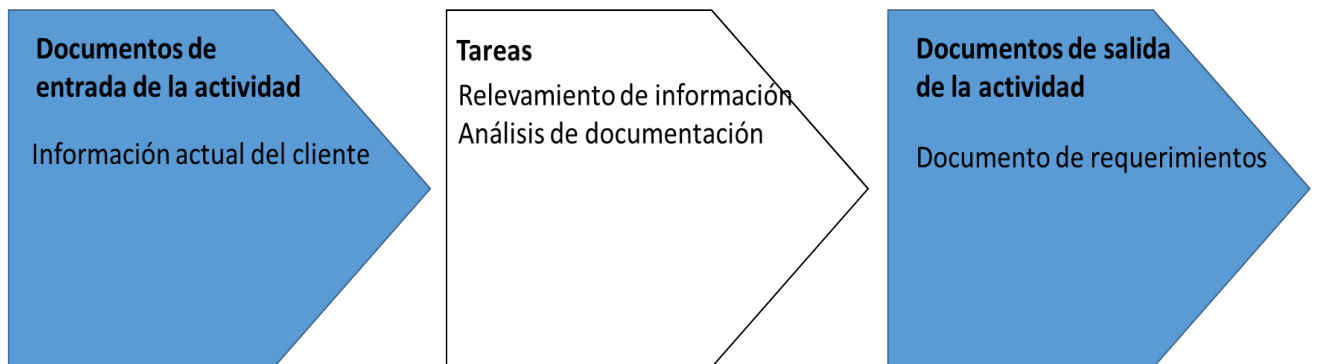 Documentos de
entrada de la actividad
Información actual del cliente
Tareas
Relevamiento de información
Análisis de documentación
Documentos de salida
de la actividad
Documento de requerimientos